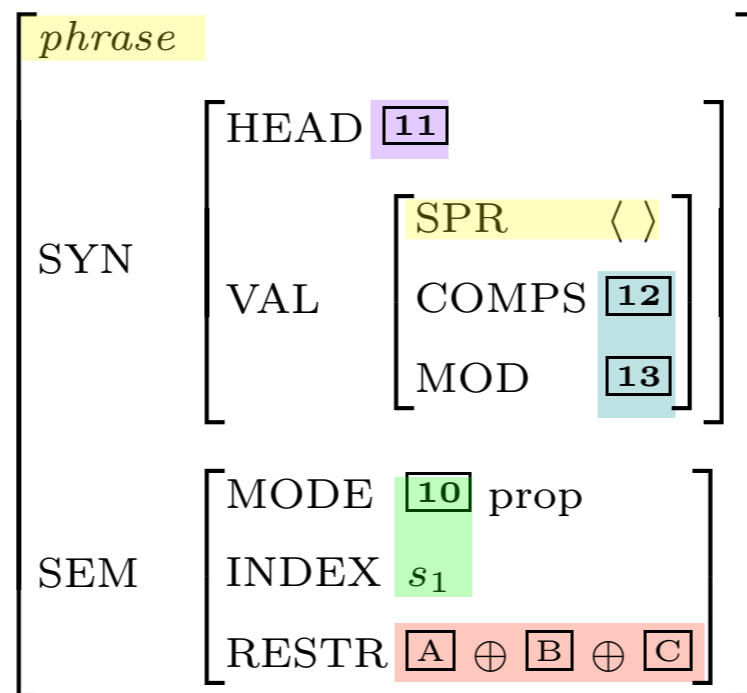 phrase
HEAD 11
SPR ⟨ ⟩
SYN
VAL COMPS 12
MOD 13
MODE 10 prop
SEM INDEX s₁
RESTR A ⊕ B ⊕ C